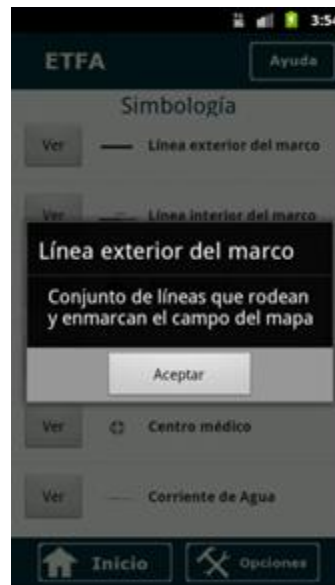 3:54
ETFA
Ayuda
Simbología
Ver Línea exterior del marco
Ver Línea interior del marco
Línea exterior del marco
Conjunto de líneas que rodean
y enmarcan el campo del mapa
Aceptar
Ver Centro médico
Ver Corriente de Agua
Inicio
Opciones